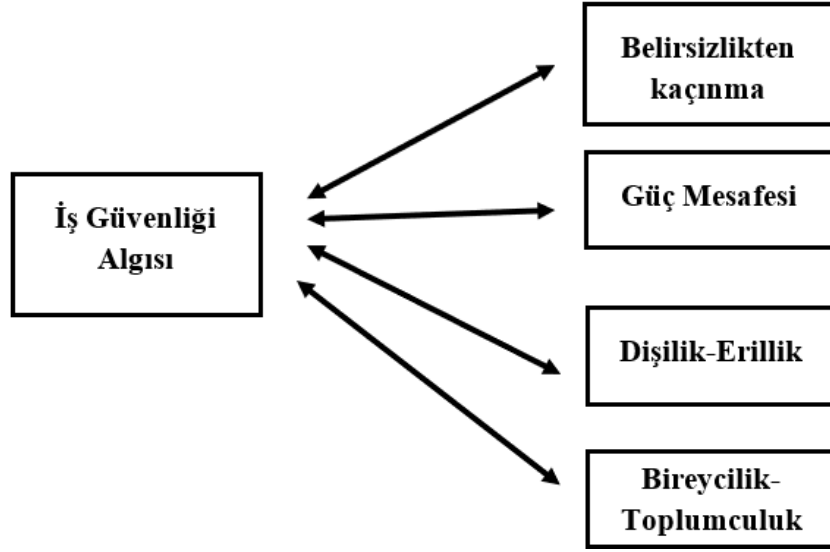 İş Güvenliği
Algısı
Belirsizlikten
kaçınma
Güç Mesafesi
Dişilik-Erillik
Bireycilik-
Toplumculuk